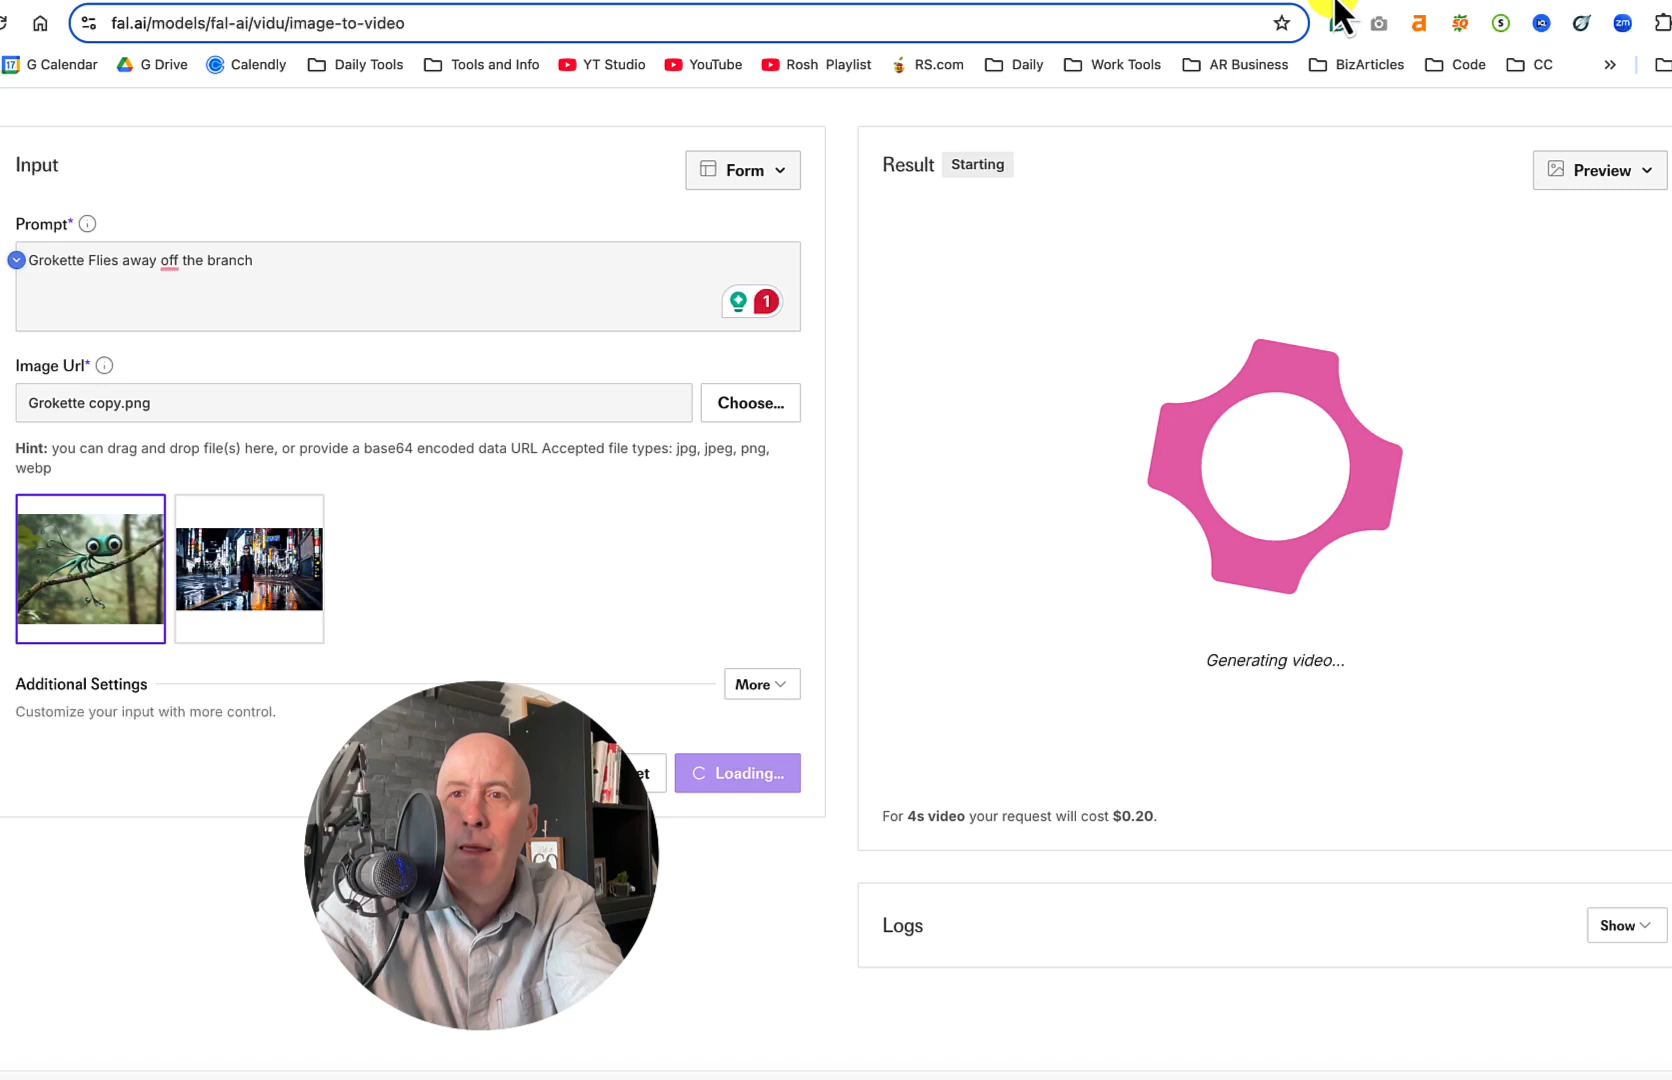 fal.ai/models/fal-ai/vidu/image-to-video
17 G Calendar G Drive Calendly Daily Tools Tools and Info YT Studio YouTube Rosh Playlist RS.com Daily Work Tools AR Business BizArticles Code CC »
Input
Form
Prompt*
Grokette Flies away off the branch
1
Image Url*
Grokette copy.png
Choose...
Hint: you can drag and drop file(s) here, or provide a base64 encoded data URL Accepted file types: jpg, jpeg, png,
webp
Additional Settings
More
Customize your input with more control.
et
Loading...
Result Starting
Preview
Generating video...
For 4s video your request will cost $0.20.
Logs
Show